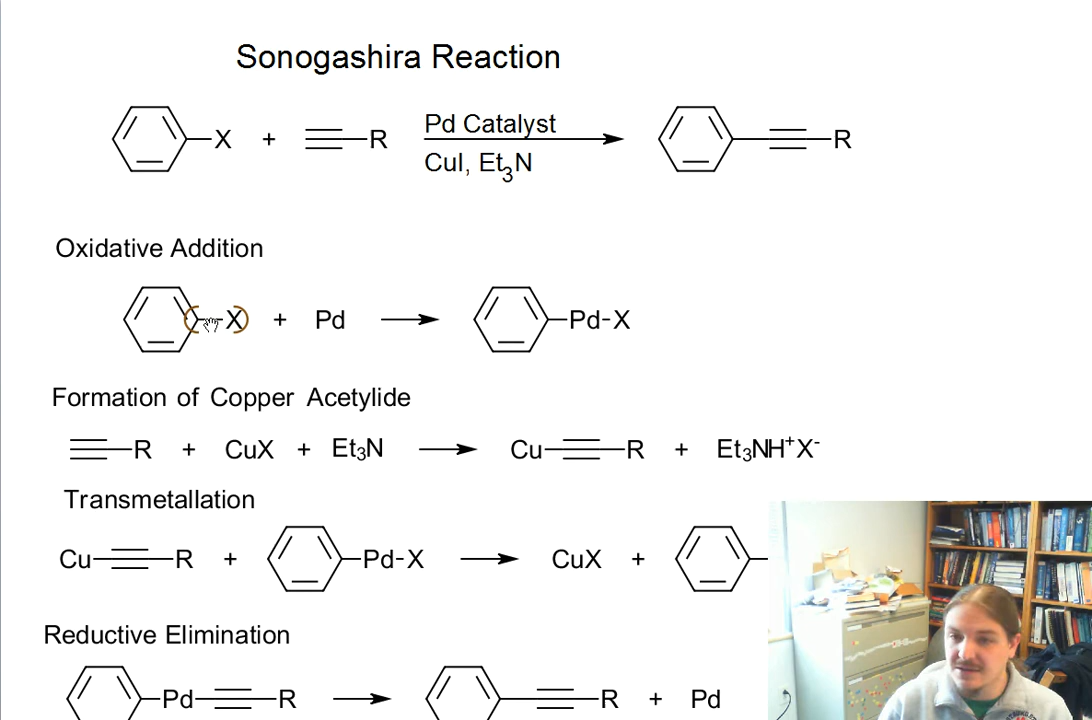 Sonogashira Reaction
X + R Pd Catalyst R
CuI, Et3N
Oxidative Addition
X + Pd Pd-X
Formation of Copper Acetylide
R + CuX + Et3N Cu R + Et3NH+X-
Transmetallation
Cu R + Pd-X CuX +
Reductive Elimination
Pd R R + Pd